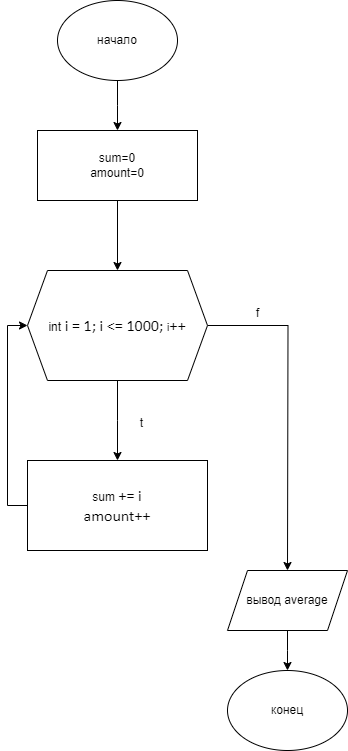 начало
sum=0
amount=0
int i = 1; i <= 1000; i++
f
t
sum += i
amount++
вывод average
конец